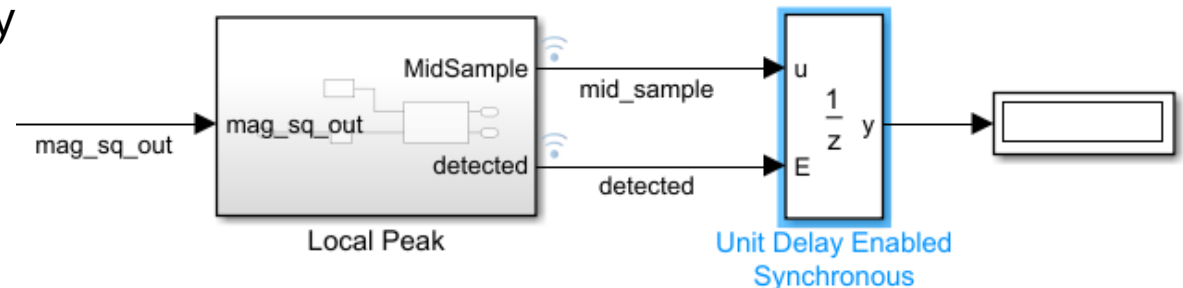 y
MidSample
mag_sq_out
mag_sq_out
detected
Local Peak
mid_sample
detected
u
E
1
z
y
Unit Delay Enabled
Synchronous